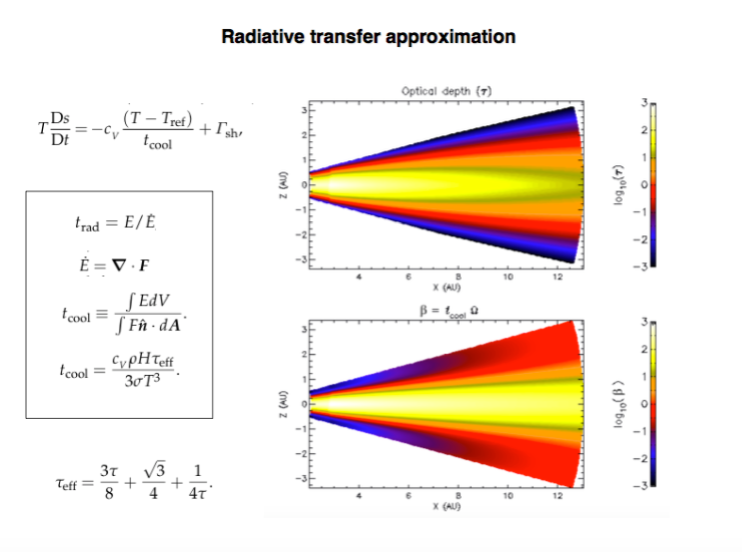 Radiative transfer approximation
T Ds/Dt = −c_V (T − T_ref)/t_cool + Γ_sh,
t_rad = E/Ė
Ė = ∇ · F
t_cool ≡ ∫ EdV / ∫ Fn̂ · dA .
t_cool = c_V ρHτ_eff / 3σT³ .
τ_eff = 3τ/8 + √3/4 + 1/4τ .
Optical depth (τ)
Z (AU)
3
2
1
0
−1
−2
−3
4 6 8 10 12
X (AU)
log₁₀(τ)
3
2
1
0
−1
−2
−3
β = t_cool Ω
Z (AU)
3
2
1
0
−1
−2
−3
4 6 8 10 12
X (AU)
log₁₀(β)
3
2
1
0
−1
−2
−3